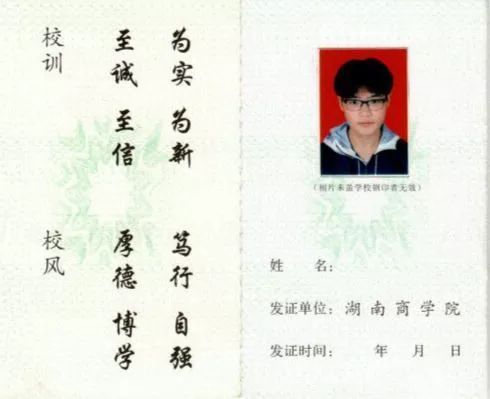 校训
至诚 至信
为实 为新
校风
厚德 博学
笃行 自强
(相片未盖学校钢印者无效)
姓 名:
发证单位: 湖南商学院
发证时间: 年 月 日